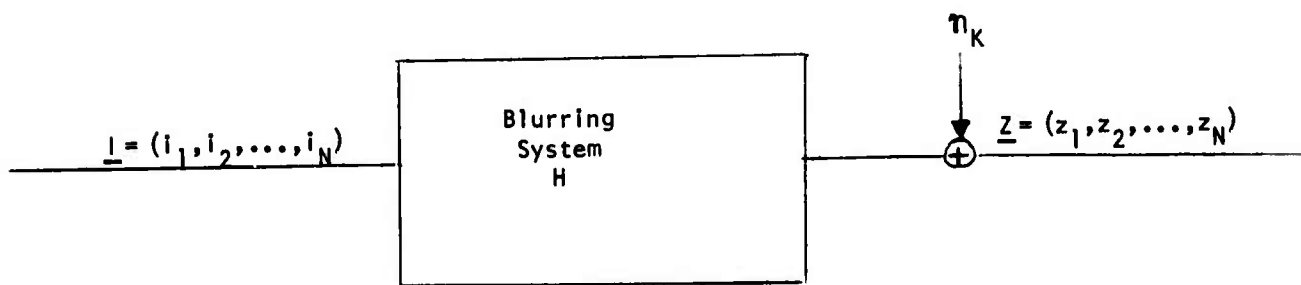 η_K
I = (i_1, i_2, ..., i_N)
Blurring
System
H
Z = (z_1, z_2, ..., z_N)
+